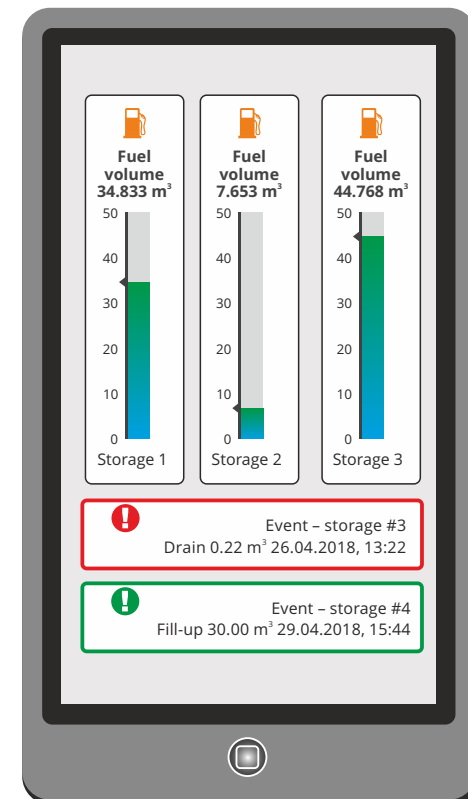 Fuel
volume
34.833 m³
50
40
30
20
10
0
Storage 1
Fuel
volume
7.653 m³
50
40
30
20
10
0
Storage 2
Fuel
volume
44.768 m³
50
40
30
20
10
0
Storage 3
Event – storage #3
Drain 0.22 m³ 26.04.2018, 13:22
Event – storage #4
Fill-up 30.00 m³ 29.04.2018, 15:44